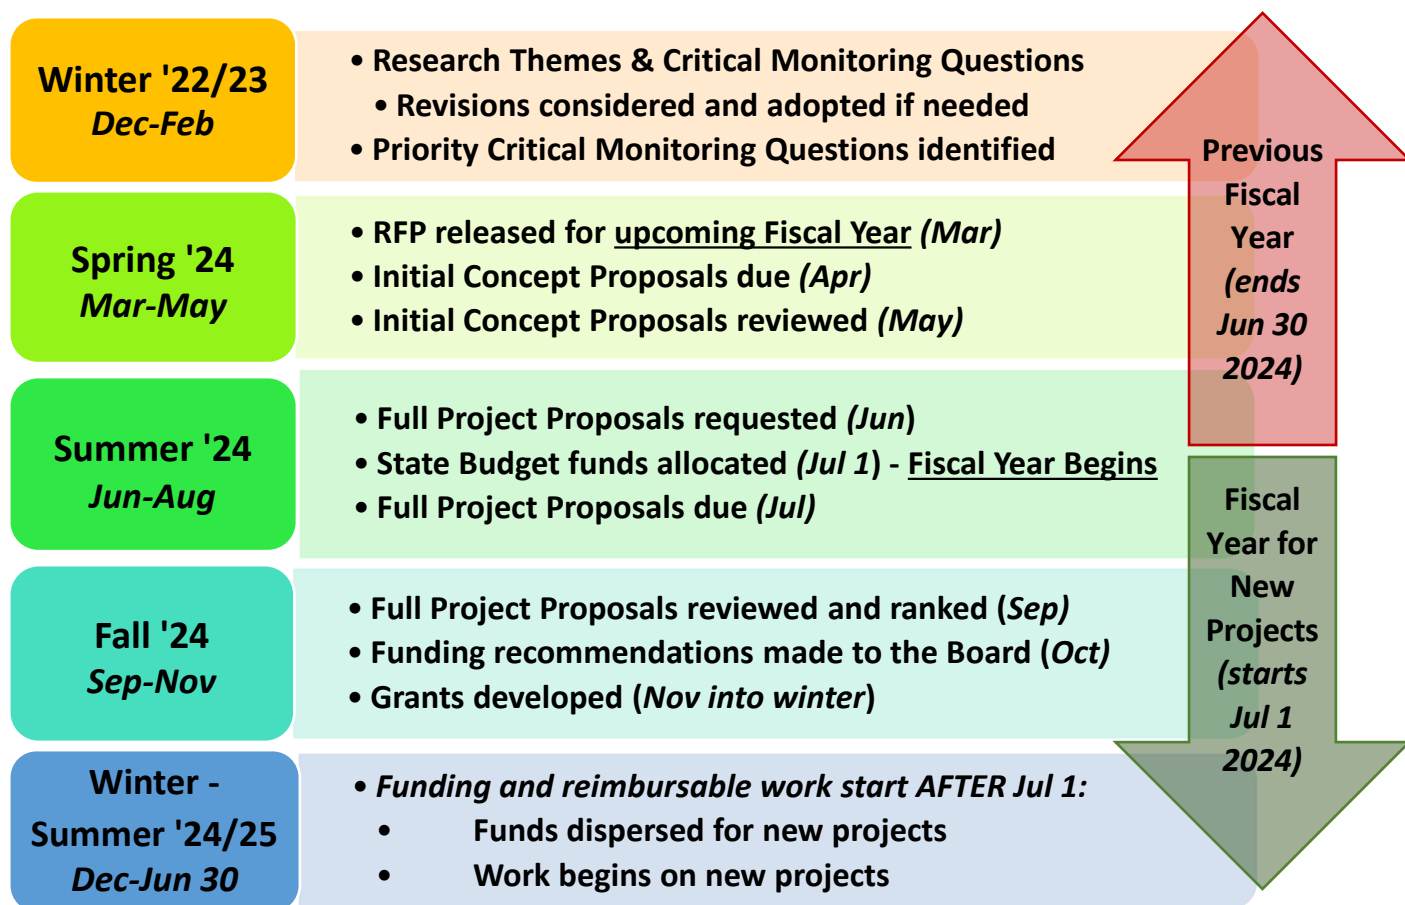 Winter '22/23
Dec-Feb
• Research Themes & Critical Monitoring Questions
• Revisions considered and adopted if needed
• Priority Critical Monitoring Questions identified
Spring '24
Mar-May
• RFP released for upcoming Fiscal Year (Mar)
• Initial Concept Proposals due (Apr)
• Initial Concept Proposals reviewed (May)
Summer '24
Jun-Aug
• Full Project Proposals requested (Jun)
• State Budget funds allocated (Jul 1) - Fiscal Year Begins
• Full Project Proposals due (Jul)
Fall '24
Sep-Nov
• Full Project Proposals reviewed and ranked (Sep)
• Funding recommendations made to the Board (Oct)
• Grants developed (Nov into winter)
Winter -
Summer '24/25
Dec-Jun 30
• Funding and reimbursable work start AFTER Jul 1:
• Funds dispersed for new projects
• Work begins on new projects
Previous
Fiscal
Year
(ends
Jun 30
2024)
Fiscal
Year for
New
Projects
(starts
Jul 1
2024)